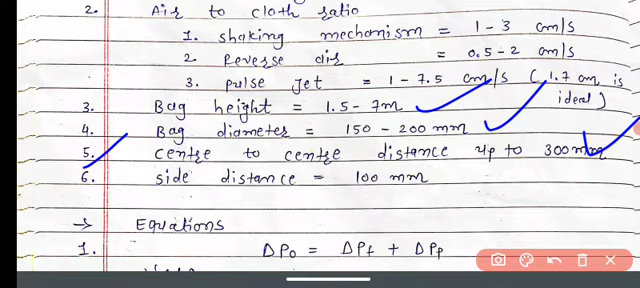 2. Air to cloth ratio
1. shaking mechanism = 1 - 3 cm/s
2. Reverse air = 0.5 - 2 cm/s
3. pulse Jet = 1 - 7.5 cm/s ( 1.7 cm is
ideal )
3. Bag height = 1.5 - 7m
4. Bag diameter = 150 - 200 mm
5. centre to centre distance up to 300mm
6. side distance = 100 mm
→ Equations
1. ΔPo = ΔPf + ΔPp